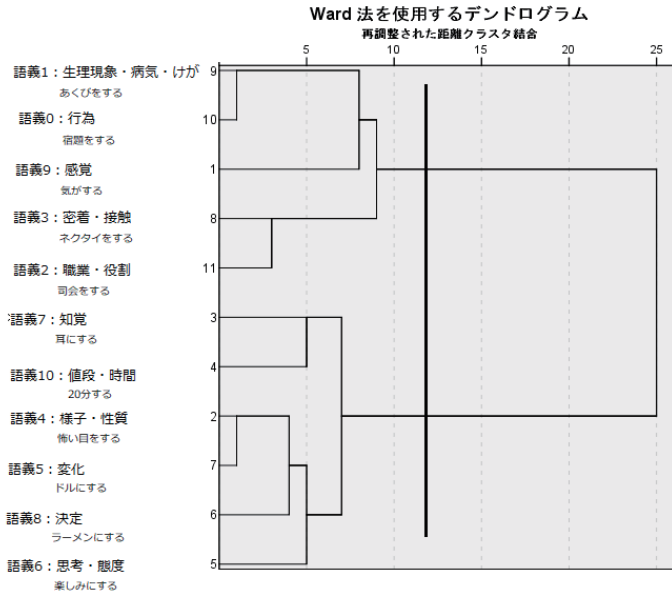 Ward 法を使用するデンドログラム
再調整された距離クラスタ結合
5 10 15 20 25
語義1：生理現象・病気・けが 9
あくびをする
語義0：行為 10
宿題をする
語義9：感覚 1
気がする
語義3：密着・接触 8
ネクタイをする
語義2：職業・役割 11
司会をする
語義7：知覚 3
耳にする
4
語義10：値段・時間
20分する
語義4：様子・性質 2
怖い目をする
語義5：変化 7
ドルにする
語義8：決定 6
ラーメンにする
語義6：思考・態度 5
楽しみにする